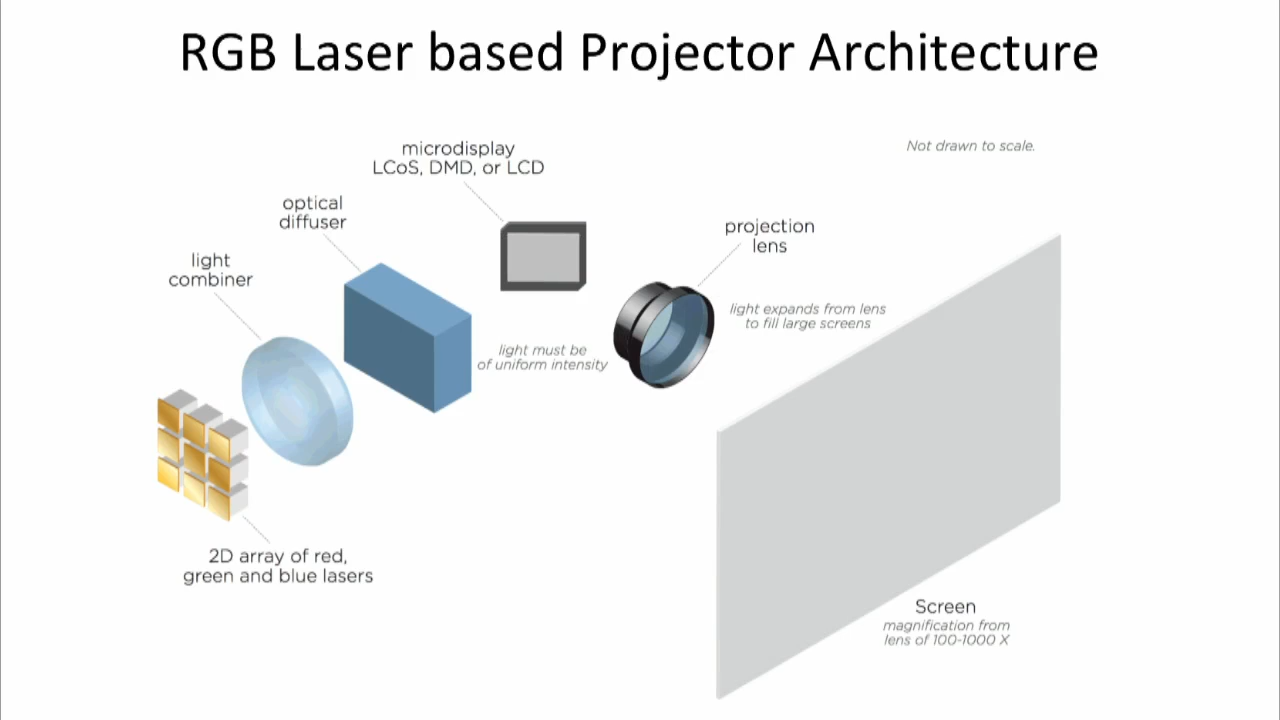 RGB Laser based Projector Architecture
microdisplay
LCoS, DMD, or LCD
Not drawn to scale.
optical
diffuser
projection
lens
light
combiner
light expands from lens
to fill large screens
light must be
of uniform intensity
2D array of red,
green and blue lasers
Screen
magnification from
lens of 100-1000 X